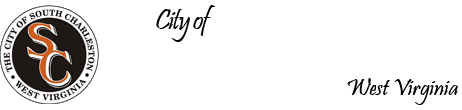 THE CITY OF SOUTH CHARLESTON
SC
WEST VIRGINIA
City of
West Virginia